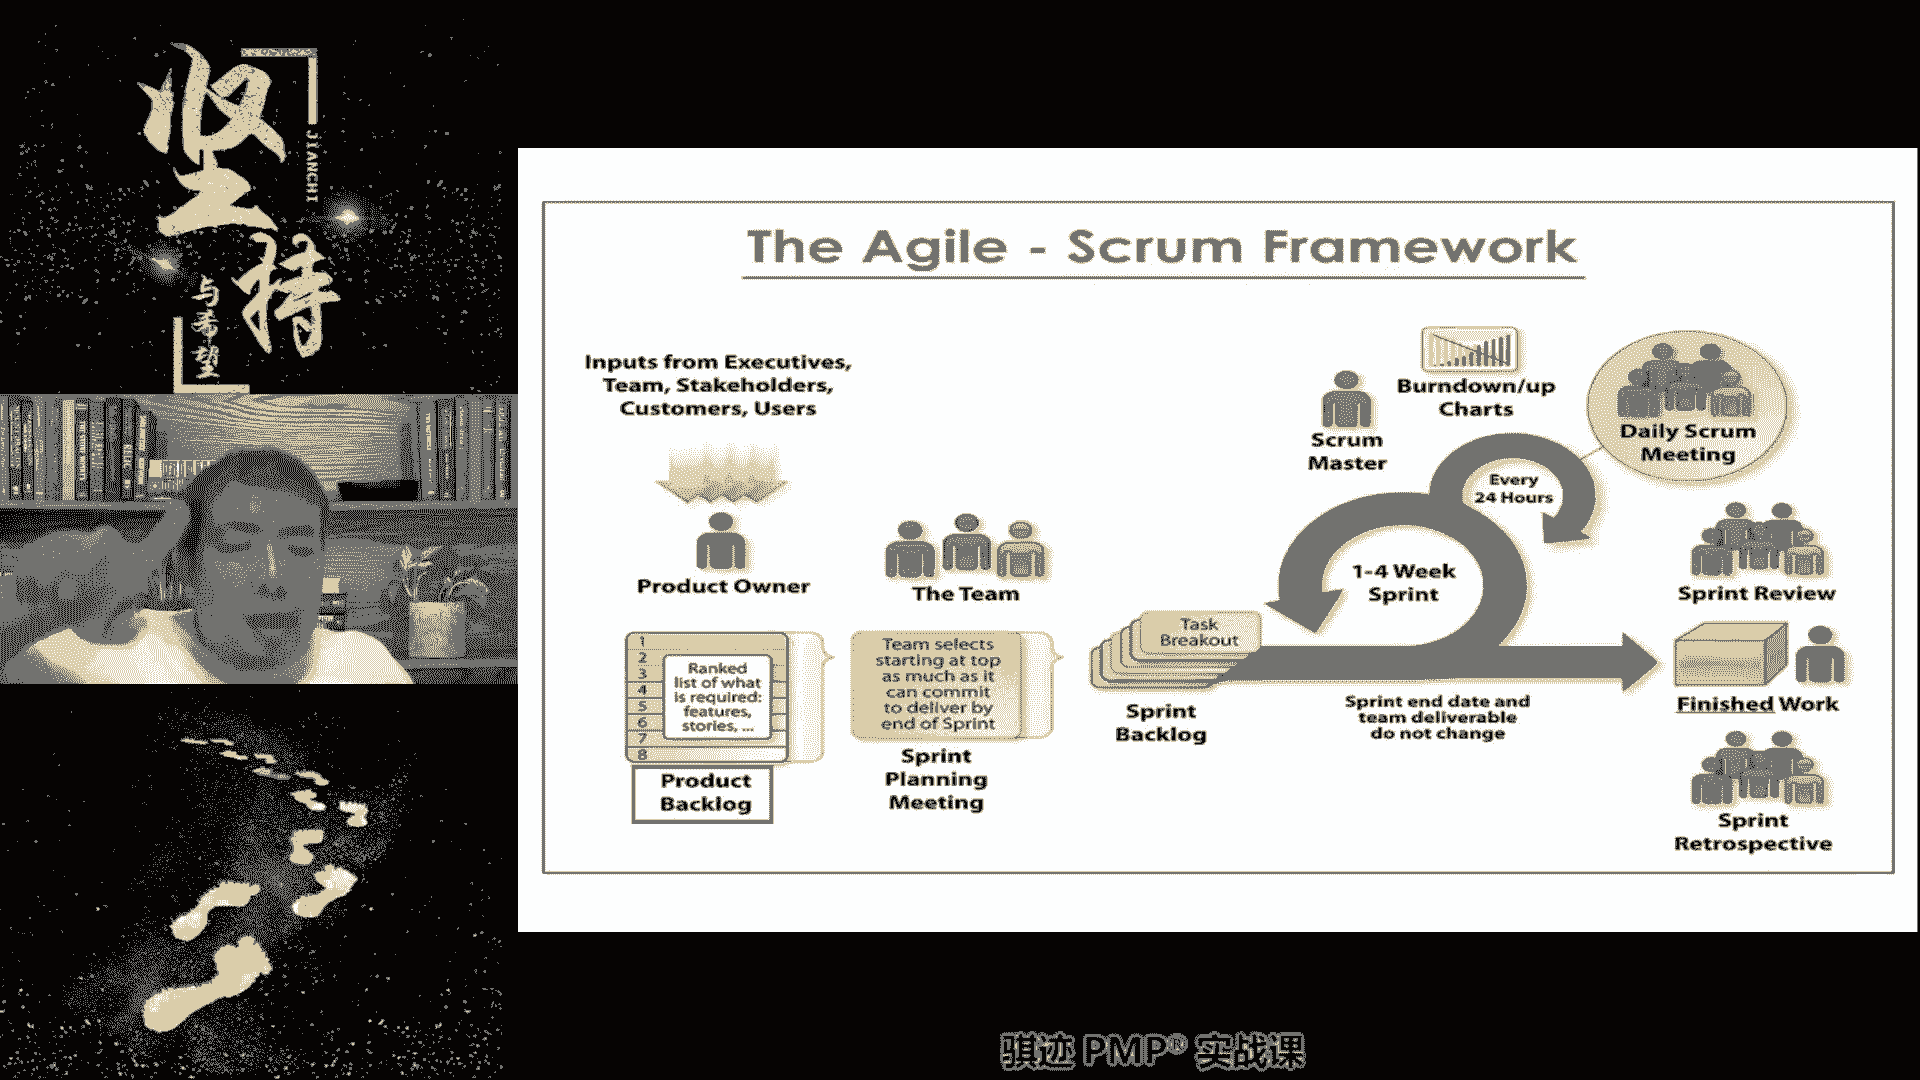 坚持
JIANCHI
与希望
The Agile - Scrum Framework
Inputs from Executives,
Team, Stakeholders,
Customers, Users
Product Owner
The Team
1
2
3
4
5
6
7
8
Ranked
list of what
is required:
features,
stories, ...
Product
Backlog
Team selects
starting at top
as much as it
can commit
to deliver by
end of Sprint
Sprint
Planning
Meeting
Task
Breakout
Sprint
Backlog
Scrum
Master
Burndown/up
Charts
Every
24 Hours
1-4 Week
Sprint
Sprint end date and
team deliverable
do not change
Daily Scrum
Meeting
Sprint Review
Finished Work
Sprint
Retrospective
骐迹 PMP® 实战课